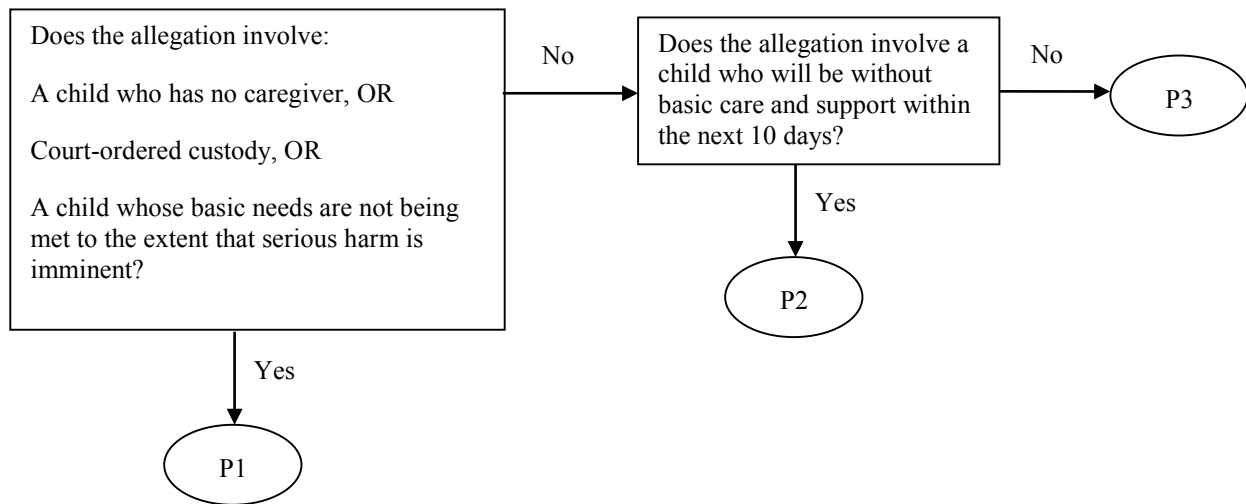 Does the allegation involve:
A child who has no caregiver, OR
Court-ordered custody, OR
A child whose basic needs are not being
met to the extent that serious harm is
imminent?
No
Does the allegation involve a
child who will be without
basic care and support within
the next 10 days?
No
P3
Yes
P2
Yes
P1